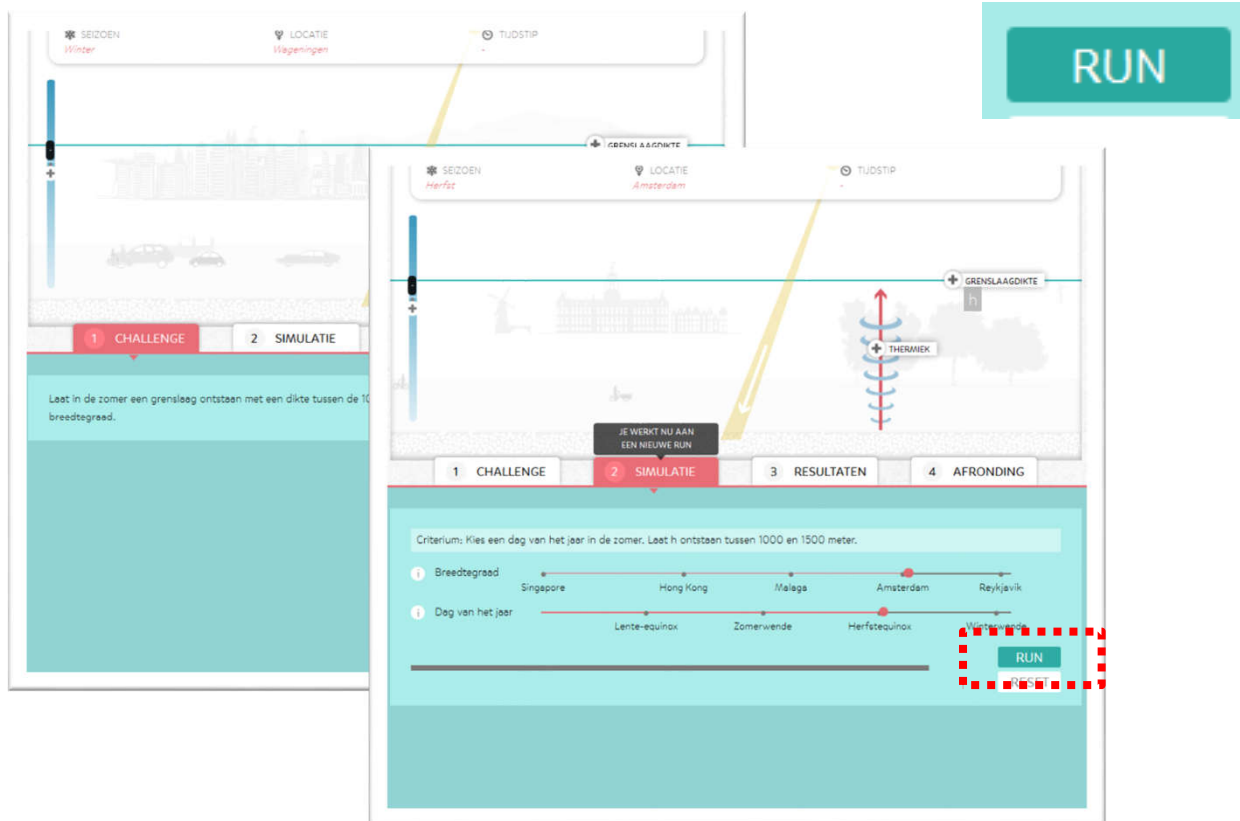 SEIZOEN LOCATIE TIJDSTIP
Winter Wageningen -
GRENSLAAGDIKTE
1 CHALLENGE 2 SIMULATIE
Laat in de zomer een grenslaag ontstaan met een dikte tussen de
breedtegraad.
RUN
SEIZOEN LOCATIE TIJDSTIP
Herfst Amsterdam -
GRENSLAAGDIKTE
h
THERMIEK
JE WERKT NU AAN
EEN NIEUWE RUN
1 CHALLENGE 2 SIMULATIE 3 RESULTATEN 4 AFRONDING
Criterium: Kies een dag van het jaar in de zomer. Laat h ontstaan tussen 1000 en 1500 meter.
Breedtegraad
Singapore Hong Kong Malaga Amsterdam Reykjavik
Dag van het jaar
Lente-equinox Zomerwende Herfstequinox Winterwende
RUN
RESET